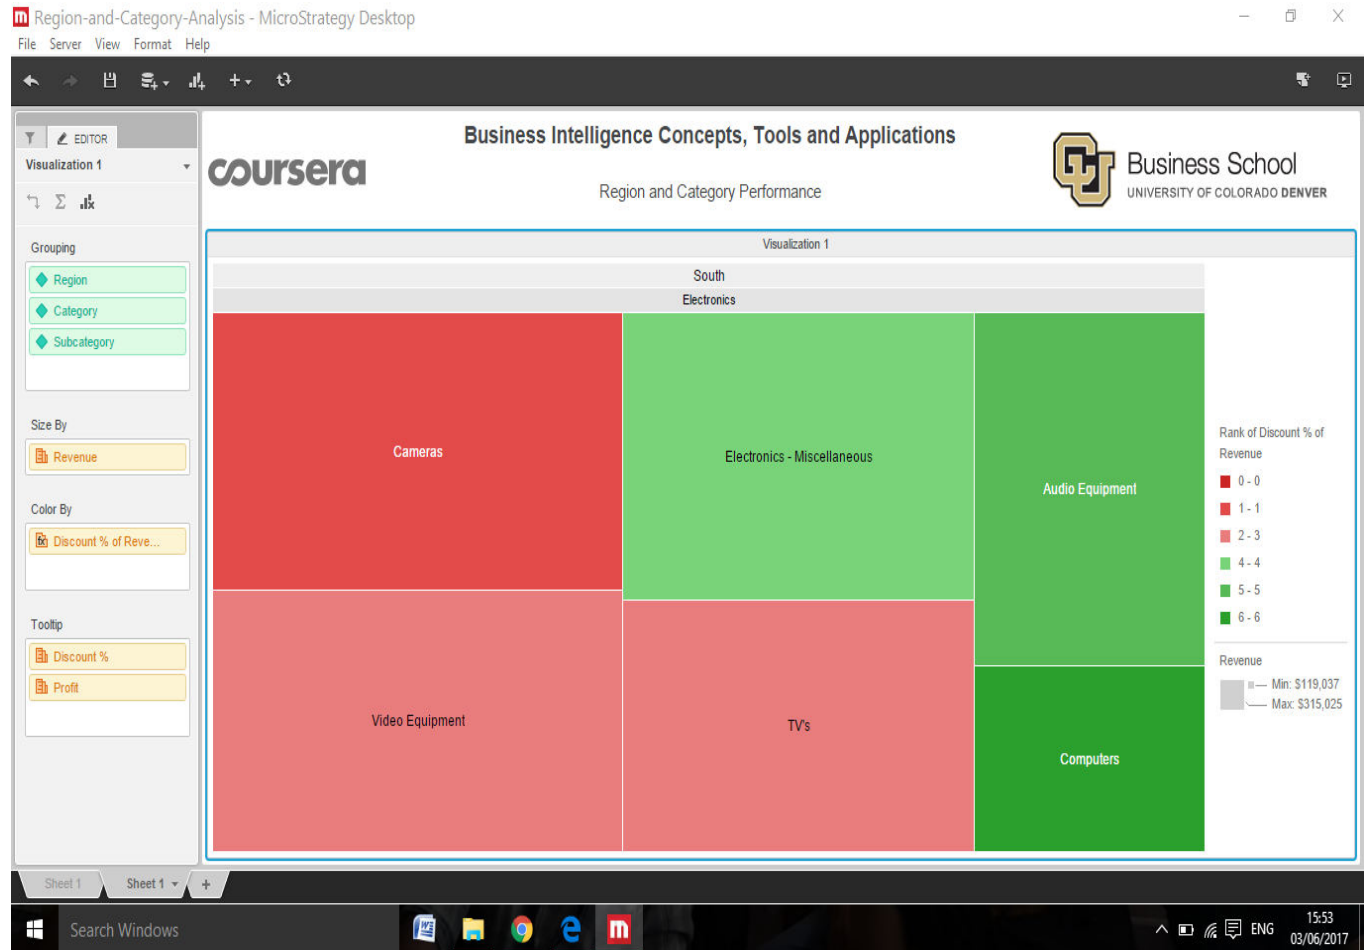 Region-and-Category-Analysis - MicroStrategy Desktop
File Server View Format Help
EDITOR
Visualization 1
Grouping
Region
Category
Subcategory
Size By
Revenue
Color By
Discount % of Reve...
Tooltip
Discount %
Profit
coursera
Business Intelligence Concepts, Tools and Applications
Region and Category Performance
Business School
UNIVERSITY OF COLORADO DENVER
Visualization 1
South
Electronics
Cameras
Electronics - Miscellaneous
Audio Equipment
Video Equipment
TV's
Computers
Rank of Discount % of
Revenue
0 - 0
1 - 1
2 - 3
4 - 4
5 - 5
6 - 6
Revenue
Min: $119,037
Max: $315,025
Sheet 1 Sheet 1 +
Search Windows
ENG
15:53
03/06/2017